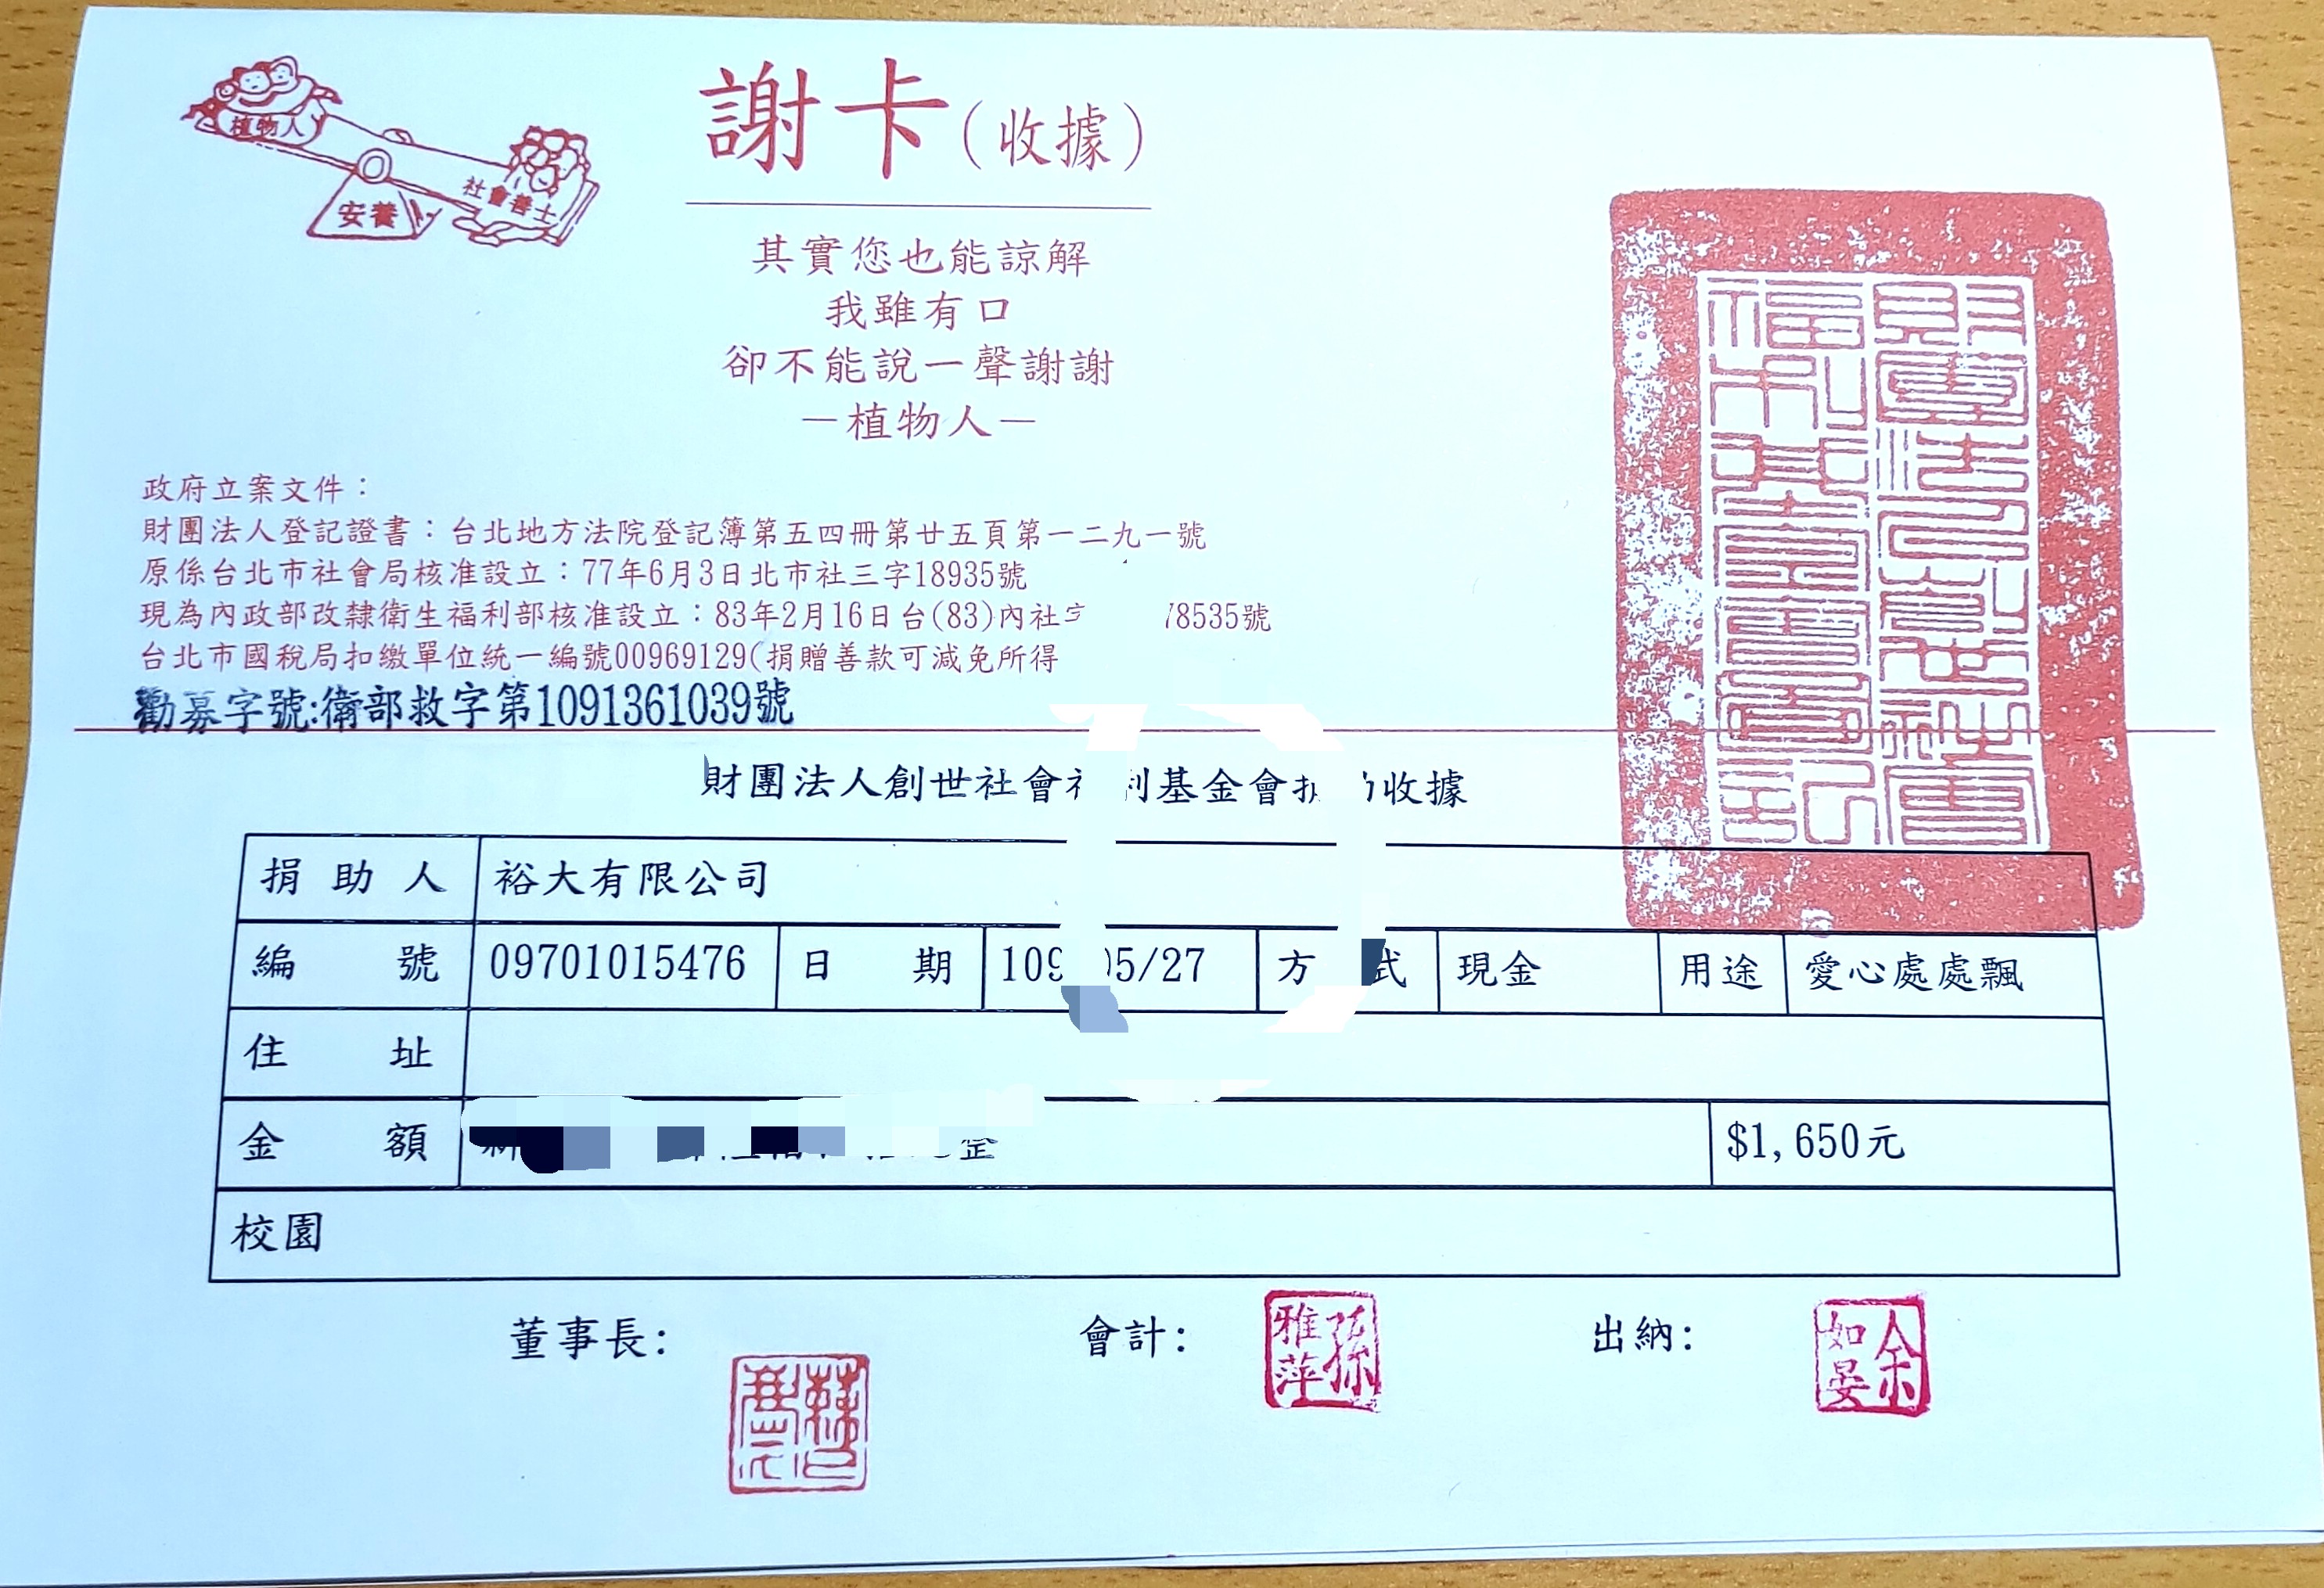 謝卡(收據)
植物人
社會善士
安養
其實您也能諒解
我雖有口
卻不能說一聲謝謝
－植物人－
政府立案文件：
財團法人登記證書：台北地方法院登記簿第五四冊第廿五頁第一二九一號
原係台北市社會局核准設立：77年6月3日北市社三字18935號
現為內政部改隸衛生福利部核准設立：83年2月16日台(83)內社 78535號
台北市國稅局扣繳單位統一編號00969129(捐贈善款可減免所得
勸募字號:衛部救字第1091361039號
財團法人創世社會 利基金會 收據
捐助人 裕大有限公司
編號 09701015476 日期 109 05/27 方式 現金 用途 愛心處處飄
住址
金額 整 $1,650元
校園
董事長: 會計: 出納:
孫雅萍
余如晏